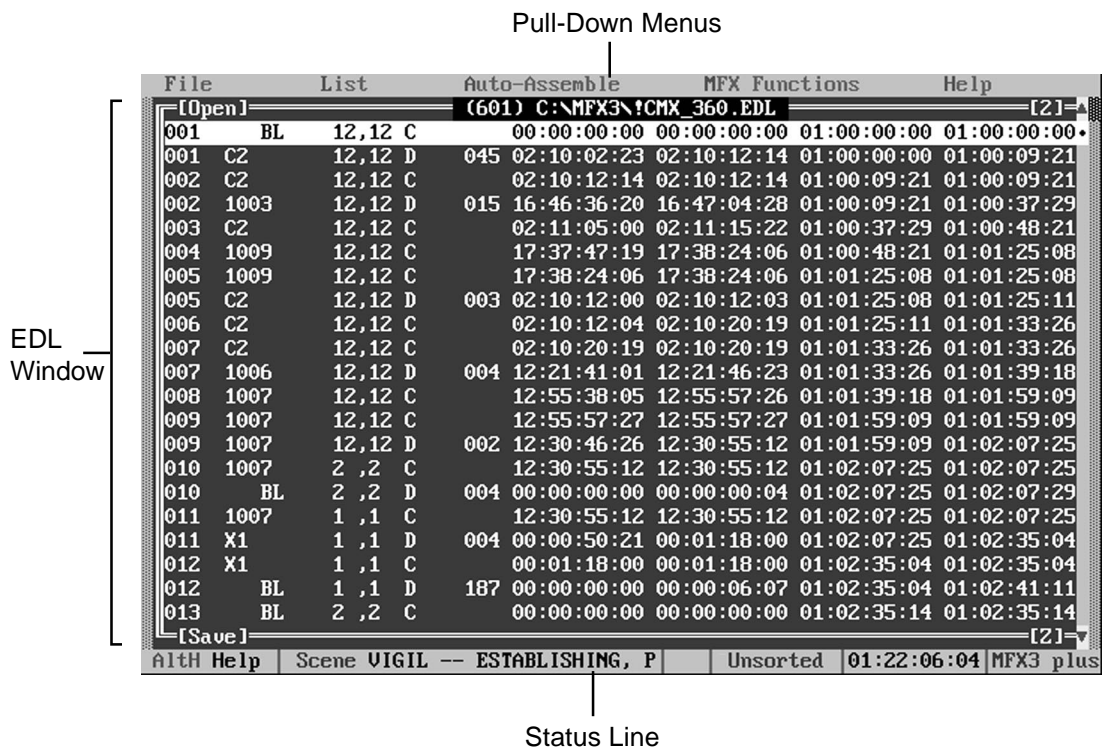 Pull-Down Menus
File List Auto-Assemble MFX Functions Help
[Open] (601) C:\MFX3\!CMX_360.EDL [2]
001 BL 12,12 C 00:00:00:00 00:00:00:00 01:00:00:00 01:00:00:00
001 C2 12,12 D 045 02:10:02:23 02:10:12:14 01:00:00:00 01:00:09:21
002 C2 12,12 C 02:10:12:14 02:10:12:14 01:00:09:21 01:00:09:21
002 1003 12,12 D 015 16:46:36:20 16:47:04:28 01:00:09:21 01:00:37:29
003 C2 12,12 C 02:11:05:00 02:11:15:22 01:00:37:29 01:00:48:21
004 1009 12,12 C 17:37:47:19 17:38:24:06 01:00:48:21 01:01:25:08
005 1009 12,12 C 17:38:24:06 17:38:24:06 01:01:25:08 01:01:25:08
005 C2 12,12 D 003 02:10:12:00 02:10:12:03 01:01:25:08 01:01:25:11
006 C2 12,12 C 02:10:12:04 02:10:20:19 01:01:25:11 01:01:33:26
007 C2 12,12 C 02:10:20:19 02:10:20:19 01:01:33:26 01:01:33:26
007 1006 12,12 D 004 12:21:41:01 12:21:46:23 01:01:33:26 01:01:39:18
008 1007 12,12 C 12:55:38:05 12:55:57:26 01:01:39:18 01:01:59:09
009 1007 12,12 C 12:55:57:27 12:55:57:27 01:01:59:09 01:01:59:09
009 1007 12,12 D 002 12:30:46:26 12:30:55:12 01:01:59:09 01:02:07:25
010 1007 2 ,2 C 12:30:55:12 12:30:55:12 01:02:07:25 01:02:07:25
010 BL 2 ,2 D 004 00:00:00:00 00:00:00:04 01:02:07:25 01:02:07:29
011 1007 1 ,1 C 12:30:55:12 12:30:55:12 01:02:07:25 01:02:07:25
011 X1 1 ,1 D 004 00:00:50:21 00:01:18:00 01:02:07:25 01:02:35:04
012 X1 1 ,1 C 00:01:18:00 00:01:18:00 01:02:35:04 01:02:35:04
012 BL 1 ,1 D 187 00:00:00:00 00:00:06:07 01:02:35:04 01:02:41:11
013 BL 2 ,2 C 00:00:00:00 00:00:00:00 01:02:35:14 01:02:35:14
[Save] [2]
AltH Help Scene VIGIL -- ESTABLISHING, P Unsorted 01:22:06:04 MFX3 plus
EDL
Window
Status Line